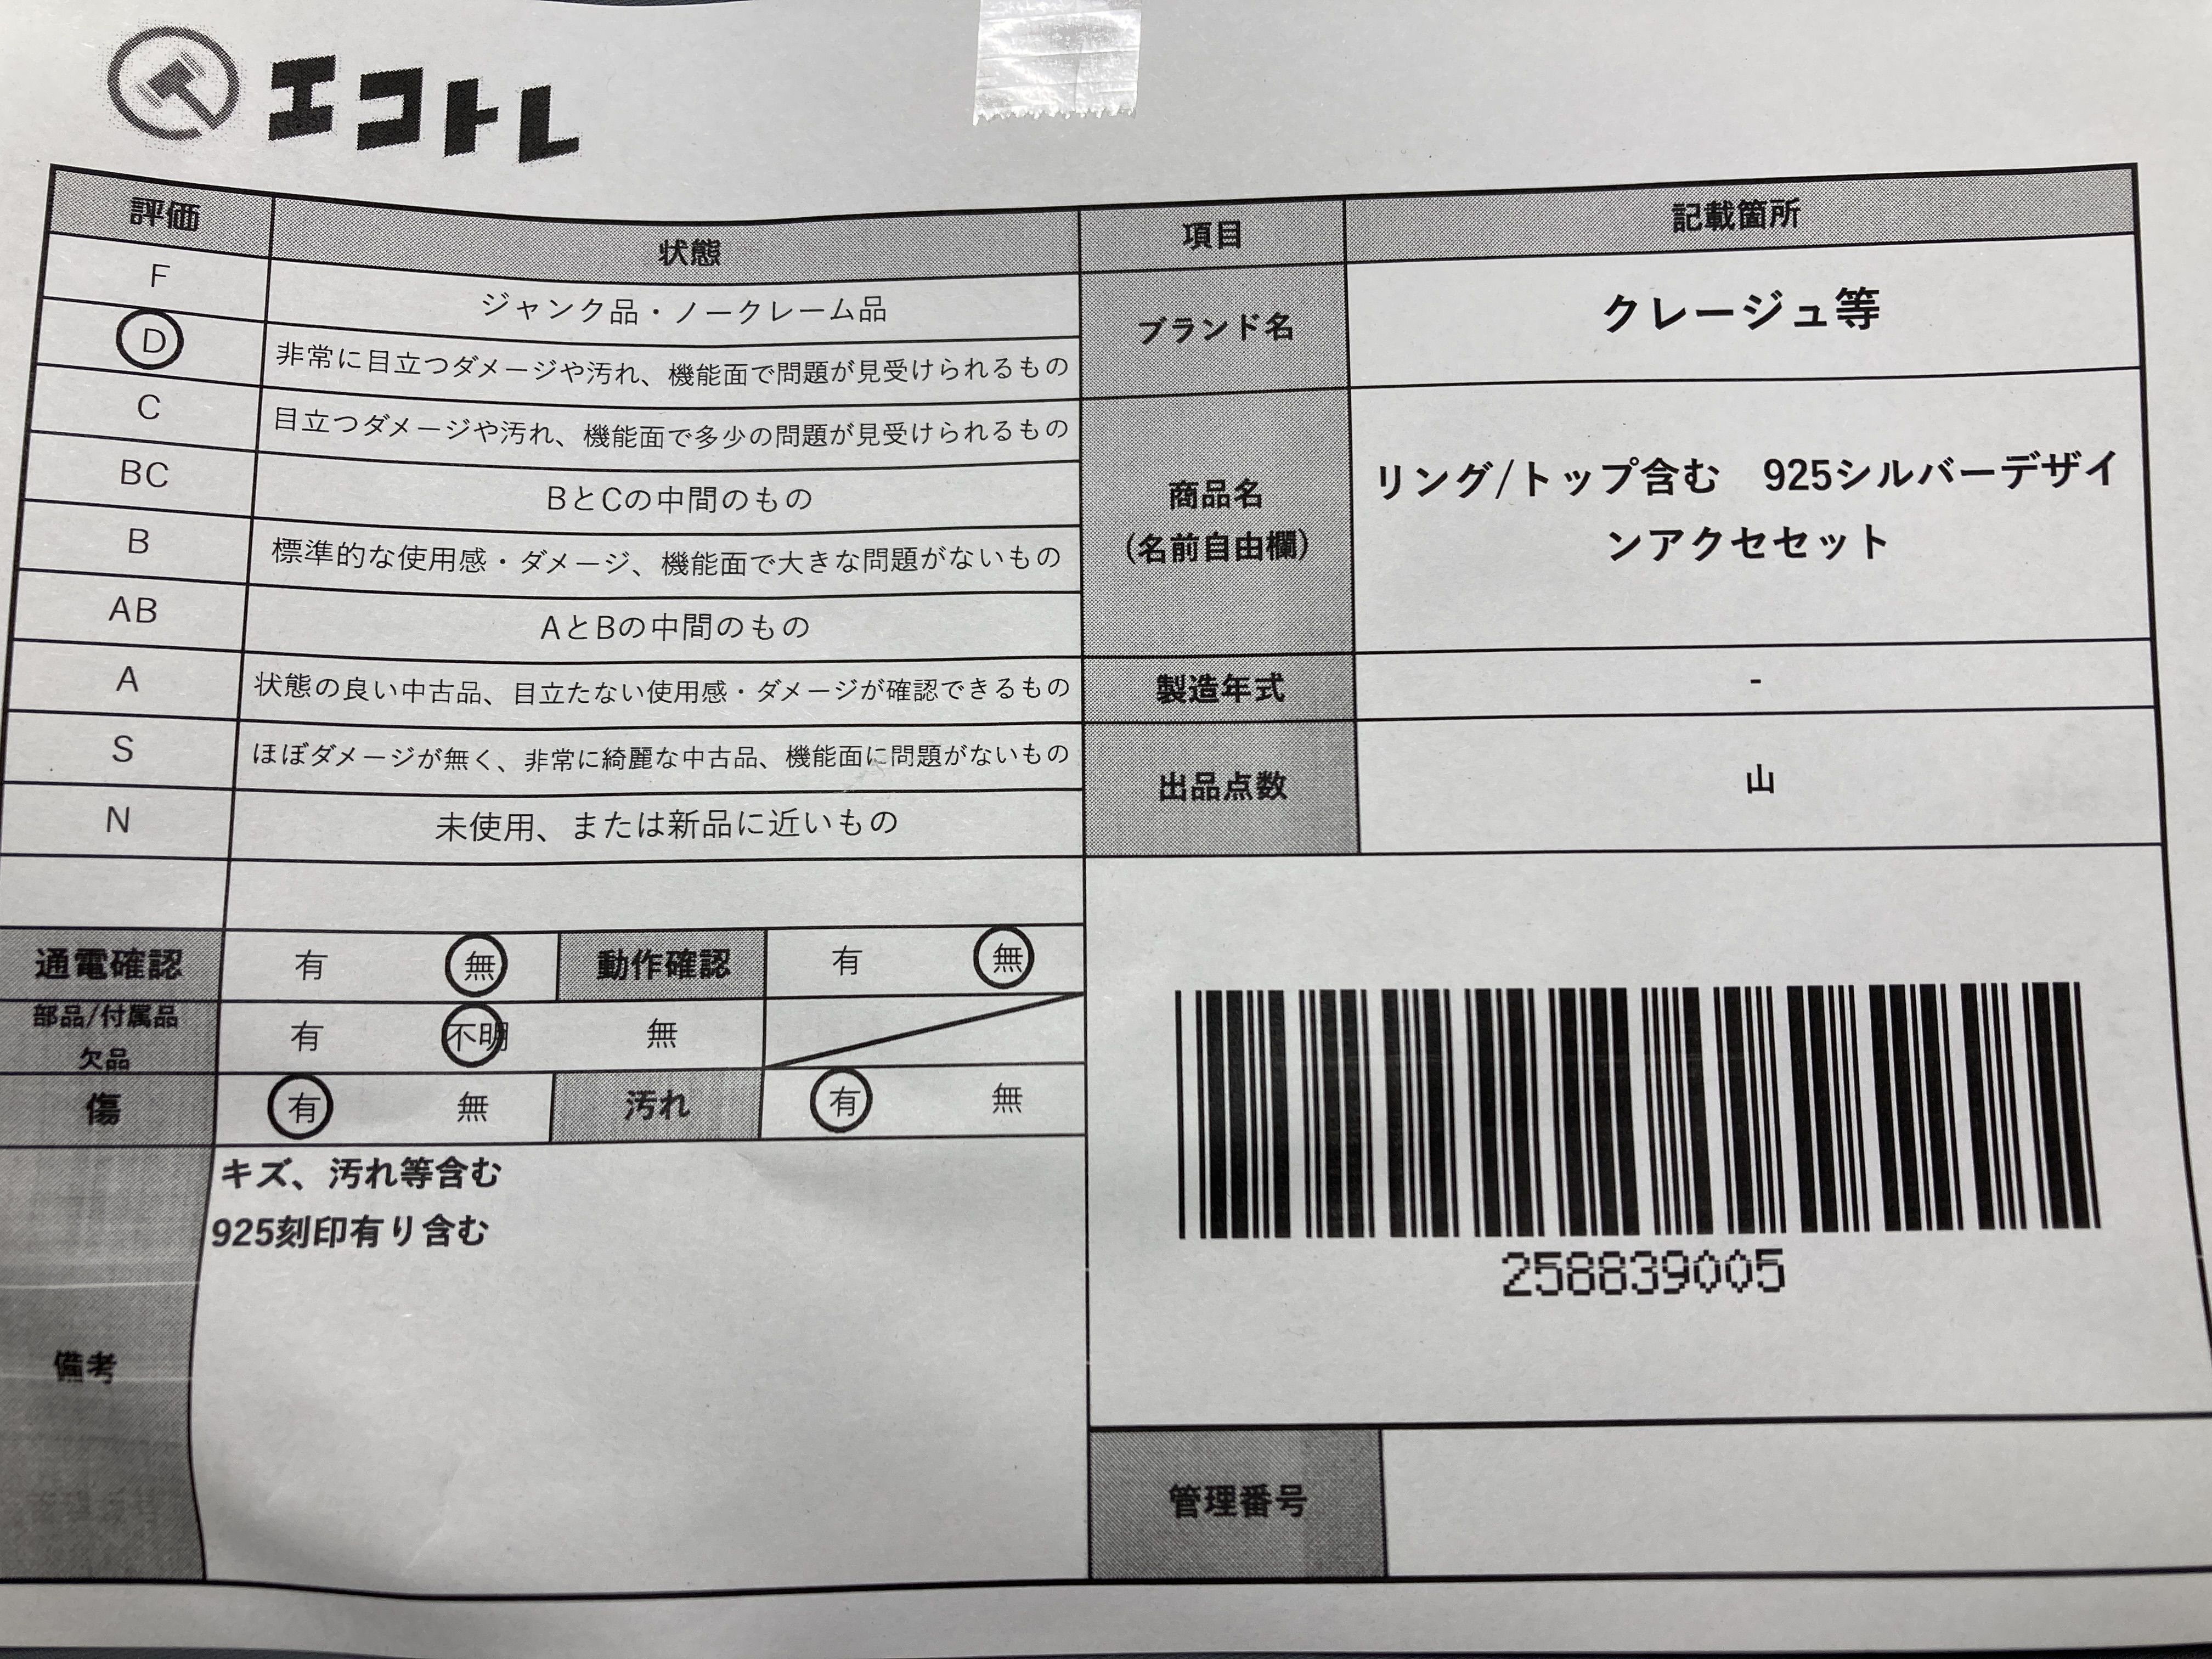 エコトレ
評価 状態 項目 記載箇所
F ジャンク品・ノークレーム品
D 非常に目立つダメージや汚れ、機能面で問題が見受けられるもの
C 目立つダメージや汚れ、機能面で多少の問題が見受けられるもの
BC BとCの中間のもの
B 標準的な使用感・ダメージ、機能面で大きな問題がないもの
AB AとBの中間のもの
A 状態の良い中古品、目立たない使用感・ダメージが確認できるもの
S ほぼダメージが無く、非常に綺麗な中古品、機能面に問題がないもの
N 未使用、または新品に近いもの
ブランド名 クレージュ等
商品名
(名前自由欄)
リング/トップ含む　925シルバーデザイ
ンアクセセット
製造年式 -
出品点数 山
通電確認 有 無 動作確認 有 無
部品/付属品
欠品
有 不明 無
傷 有 無 汚れ 有 無
備考
キズ、汚れ等含む
925刻印有り含む
258839005
管理番号